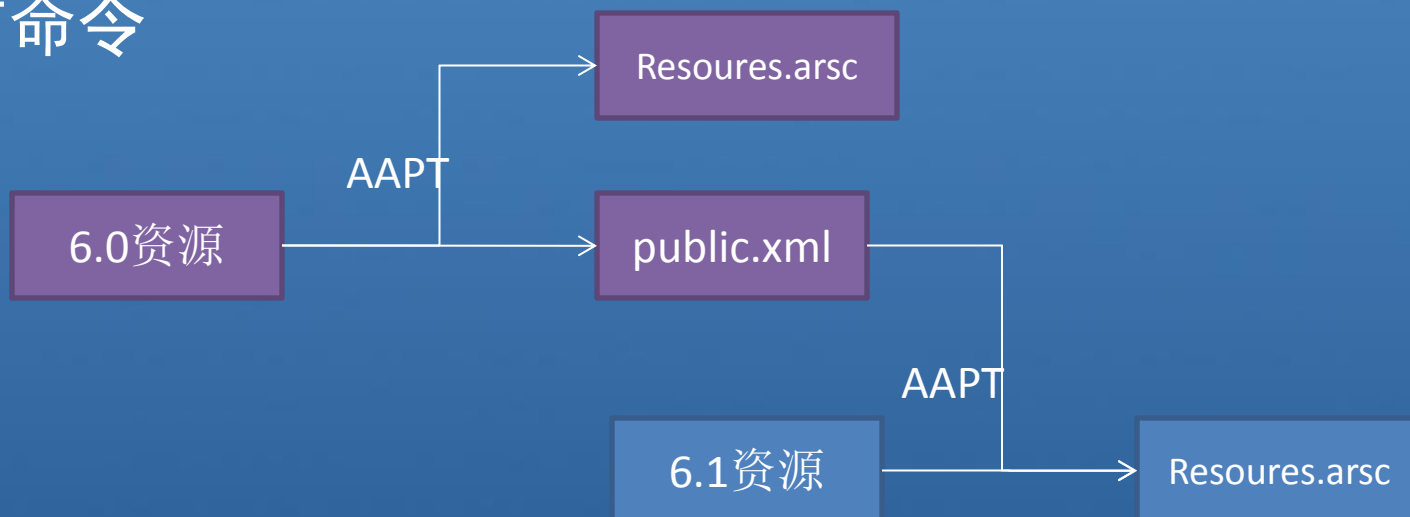 命令
Resoures.arsc
AAPT
6.0资源
public.xml
AAPT
6.1资源
Resoures.arsc